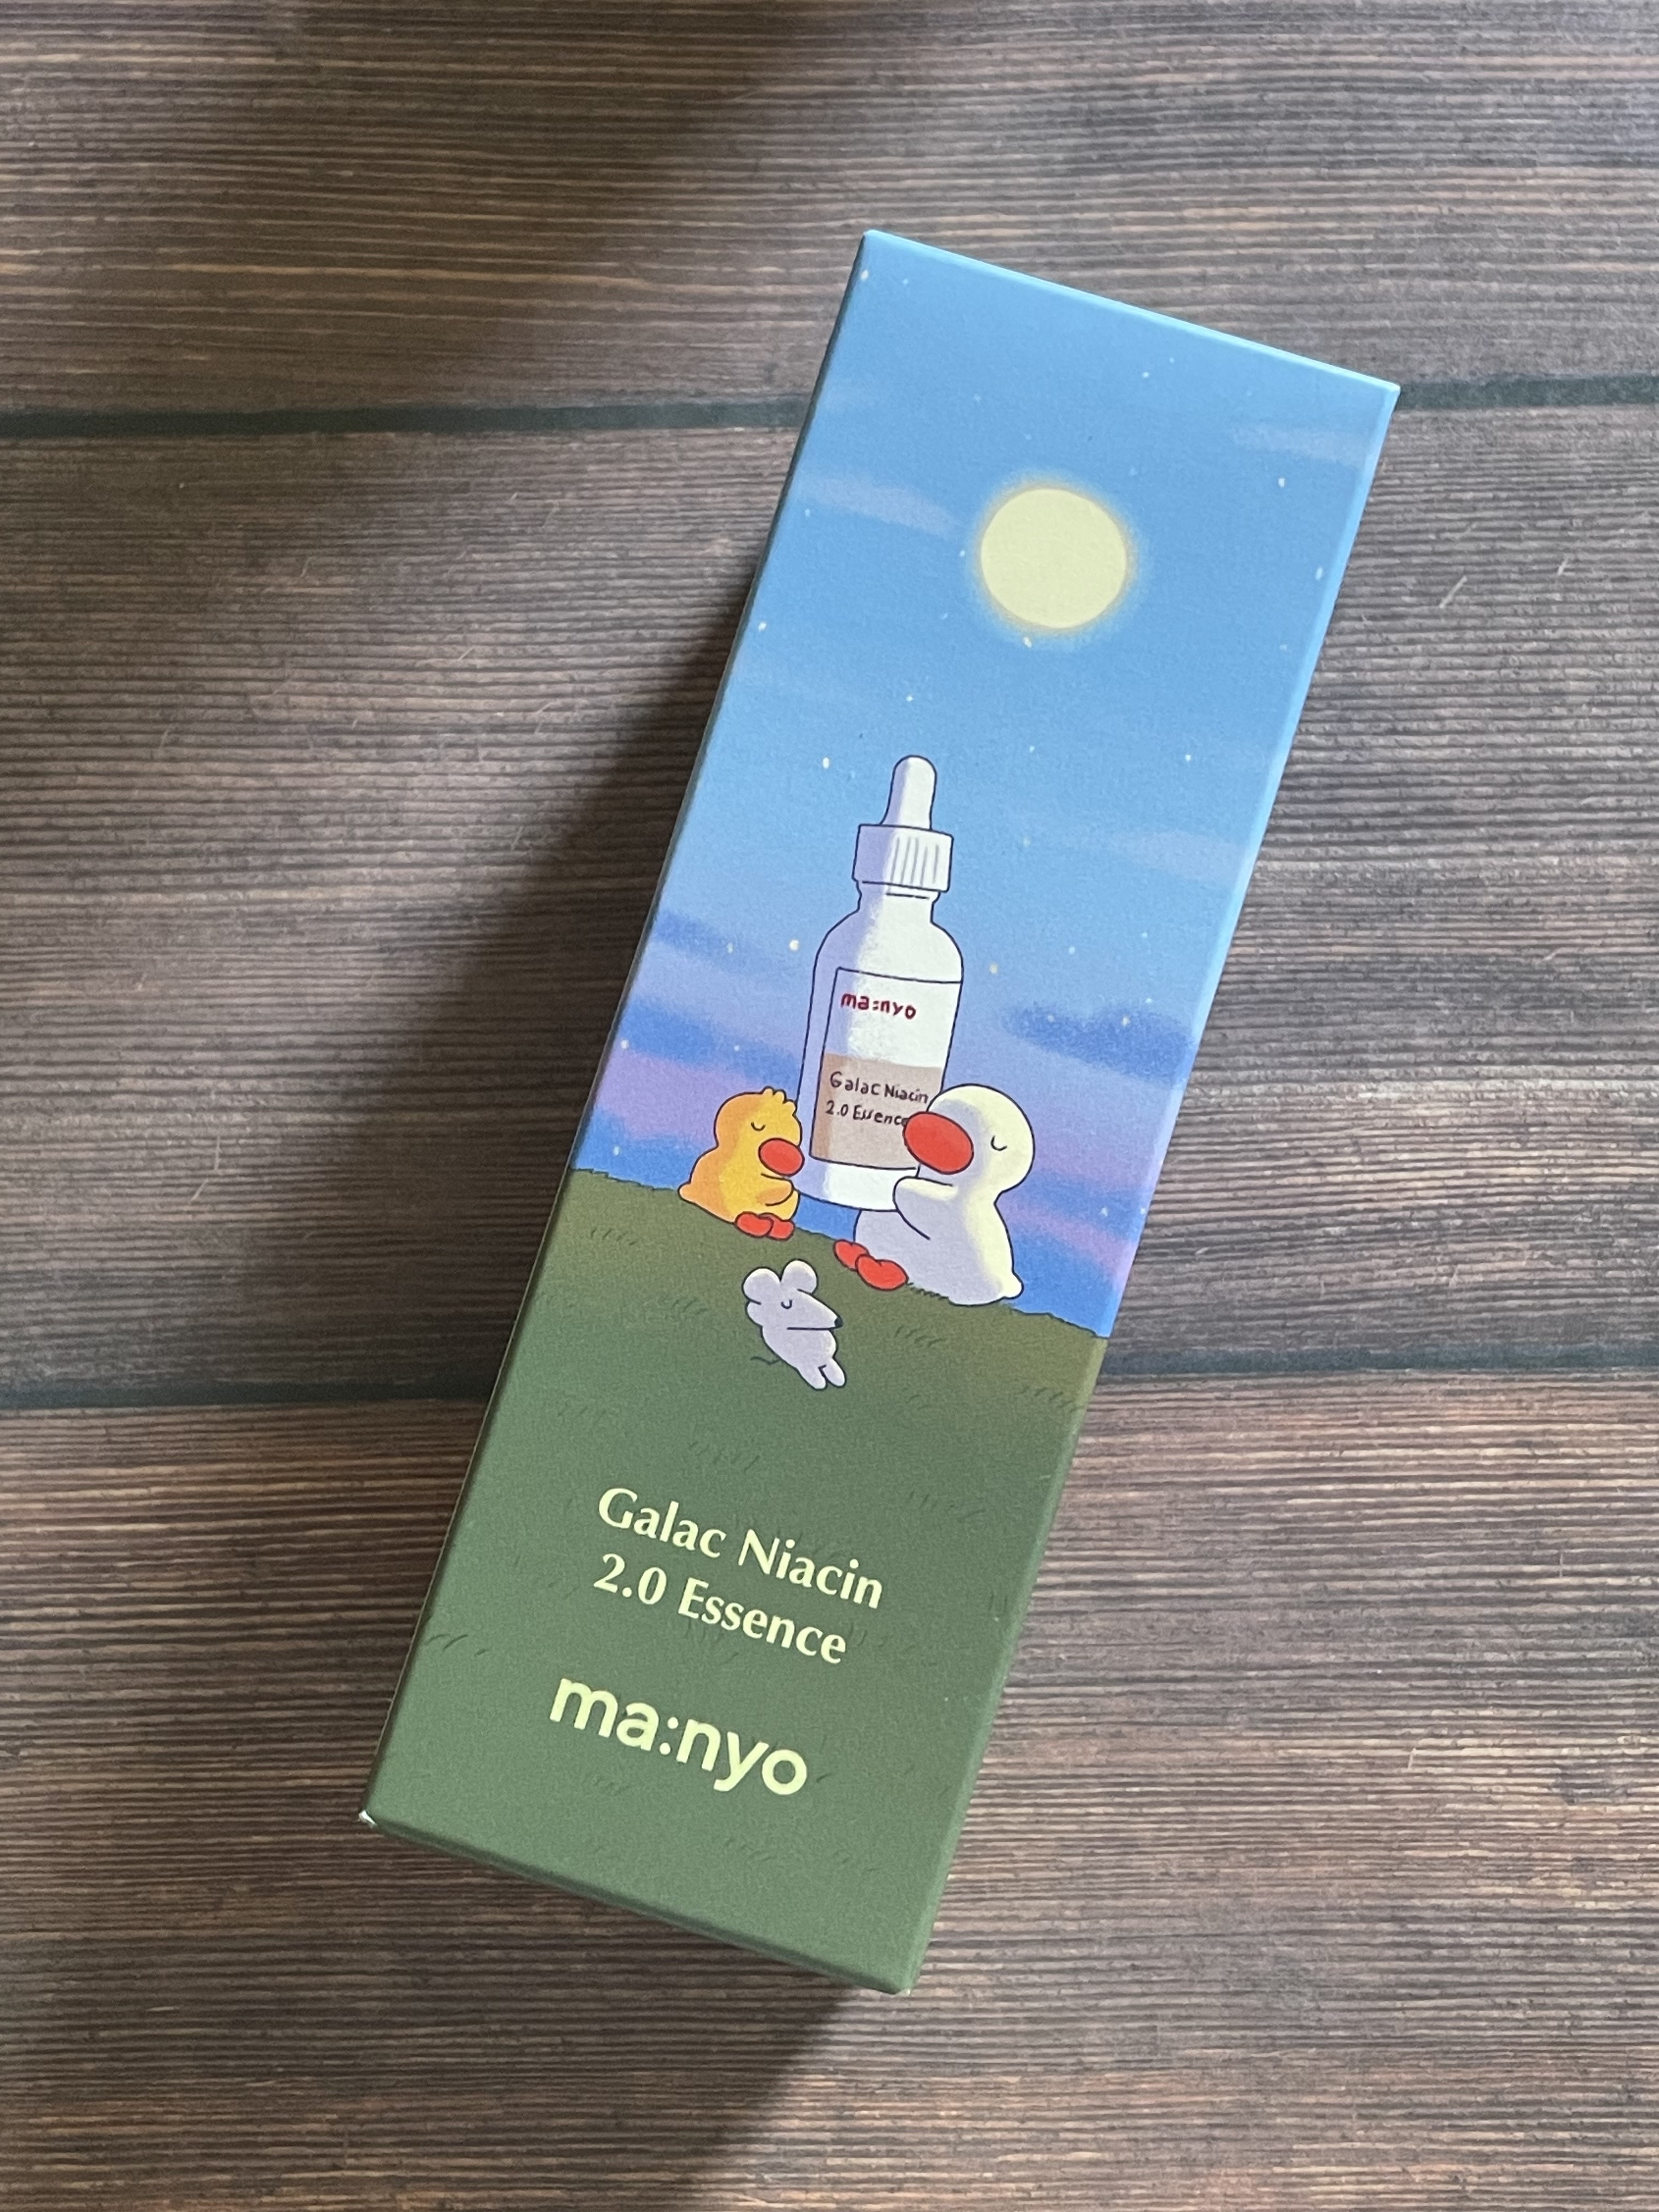 ma:nyo
Galac Niacin
2.0 Essence
Galac Niacin
2.0 Essence
ma:nyo